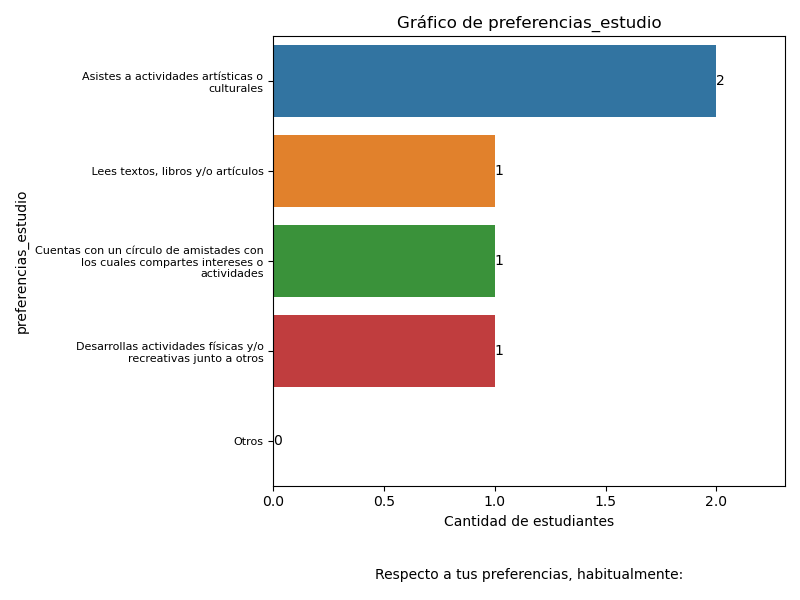 Gráfico de preferencias_estudio
preferencias_estudio
Asistes a actividades artísticas o
culturales
2
Lees textos, libros y/o artículos
1
Cuentas con un círculo de amistades con
los cuales compartes intereses o
actividades
1
Desarrollas actividades físicas y/o
recreativas junto a otros
1
Otros
0
0.0 0.5 1.0 1.5 2.0
Cantidad de estudiantes
Respecto a tus preferencias, habitualmente: